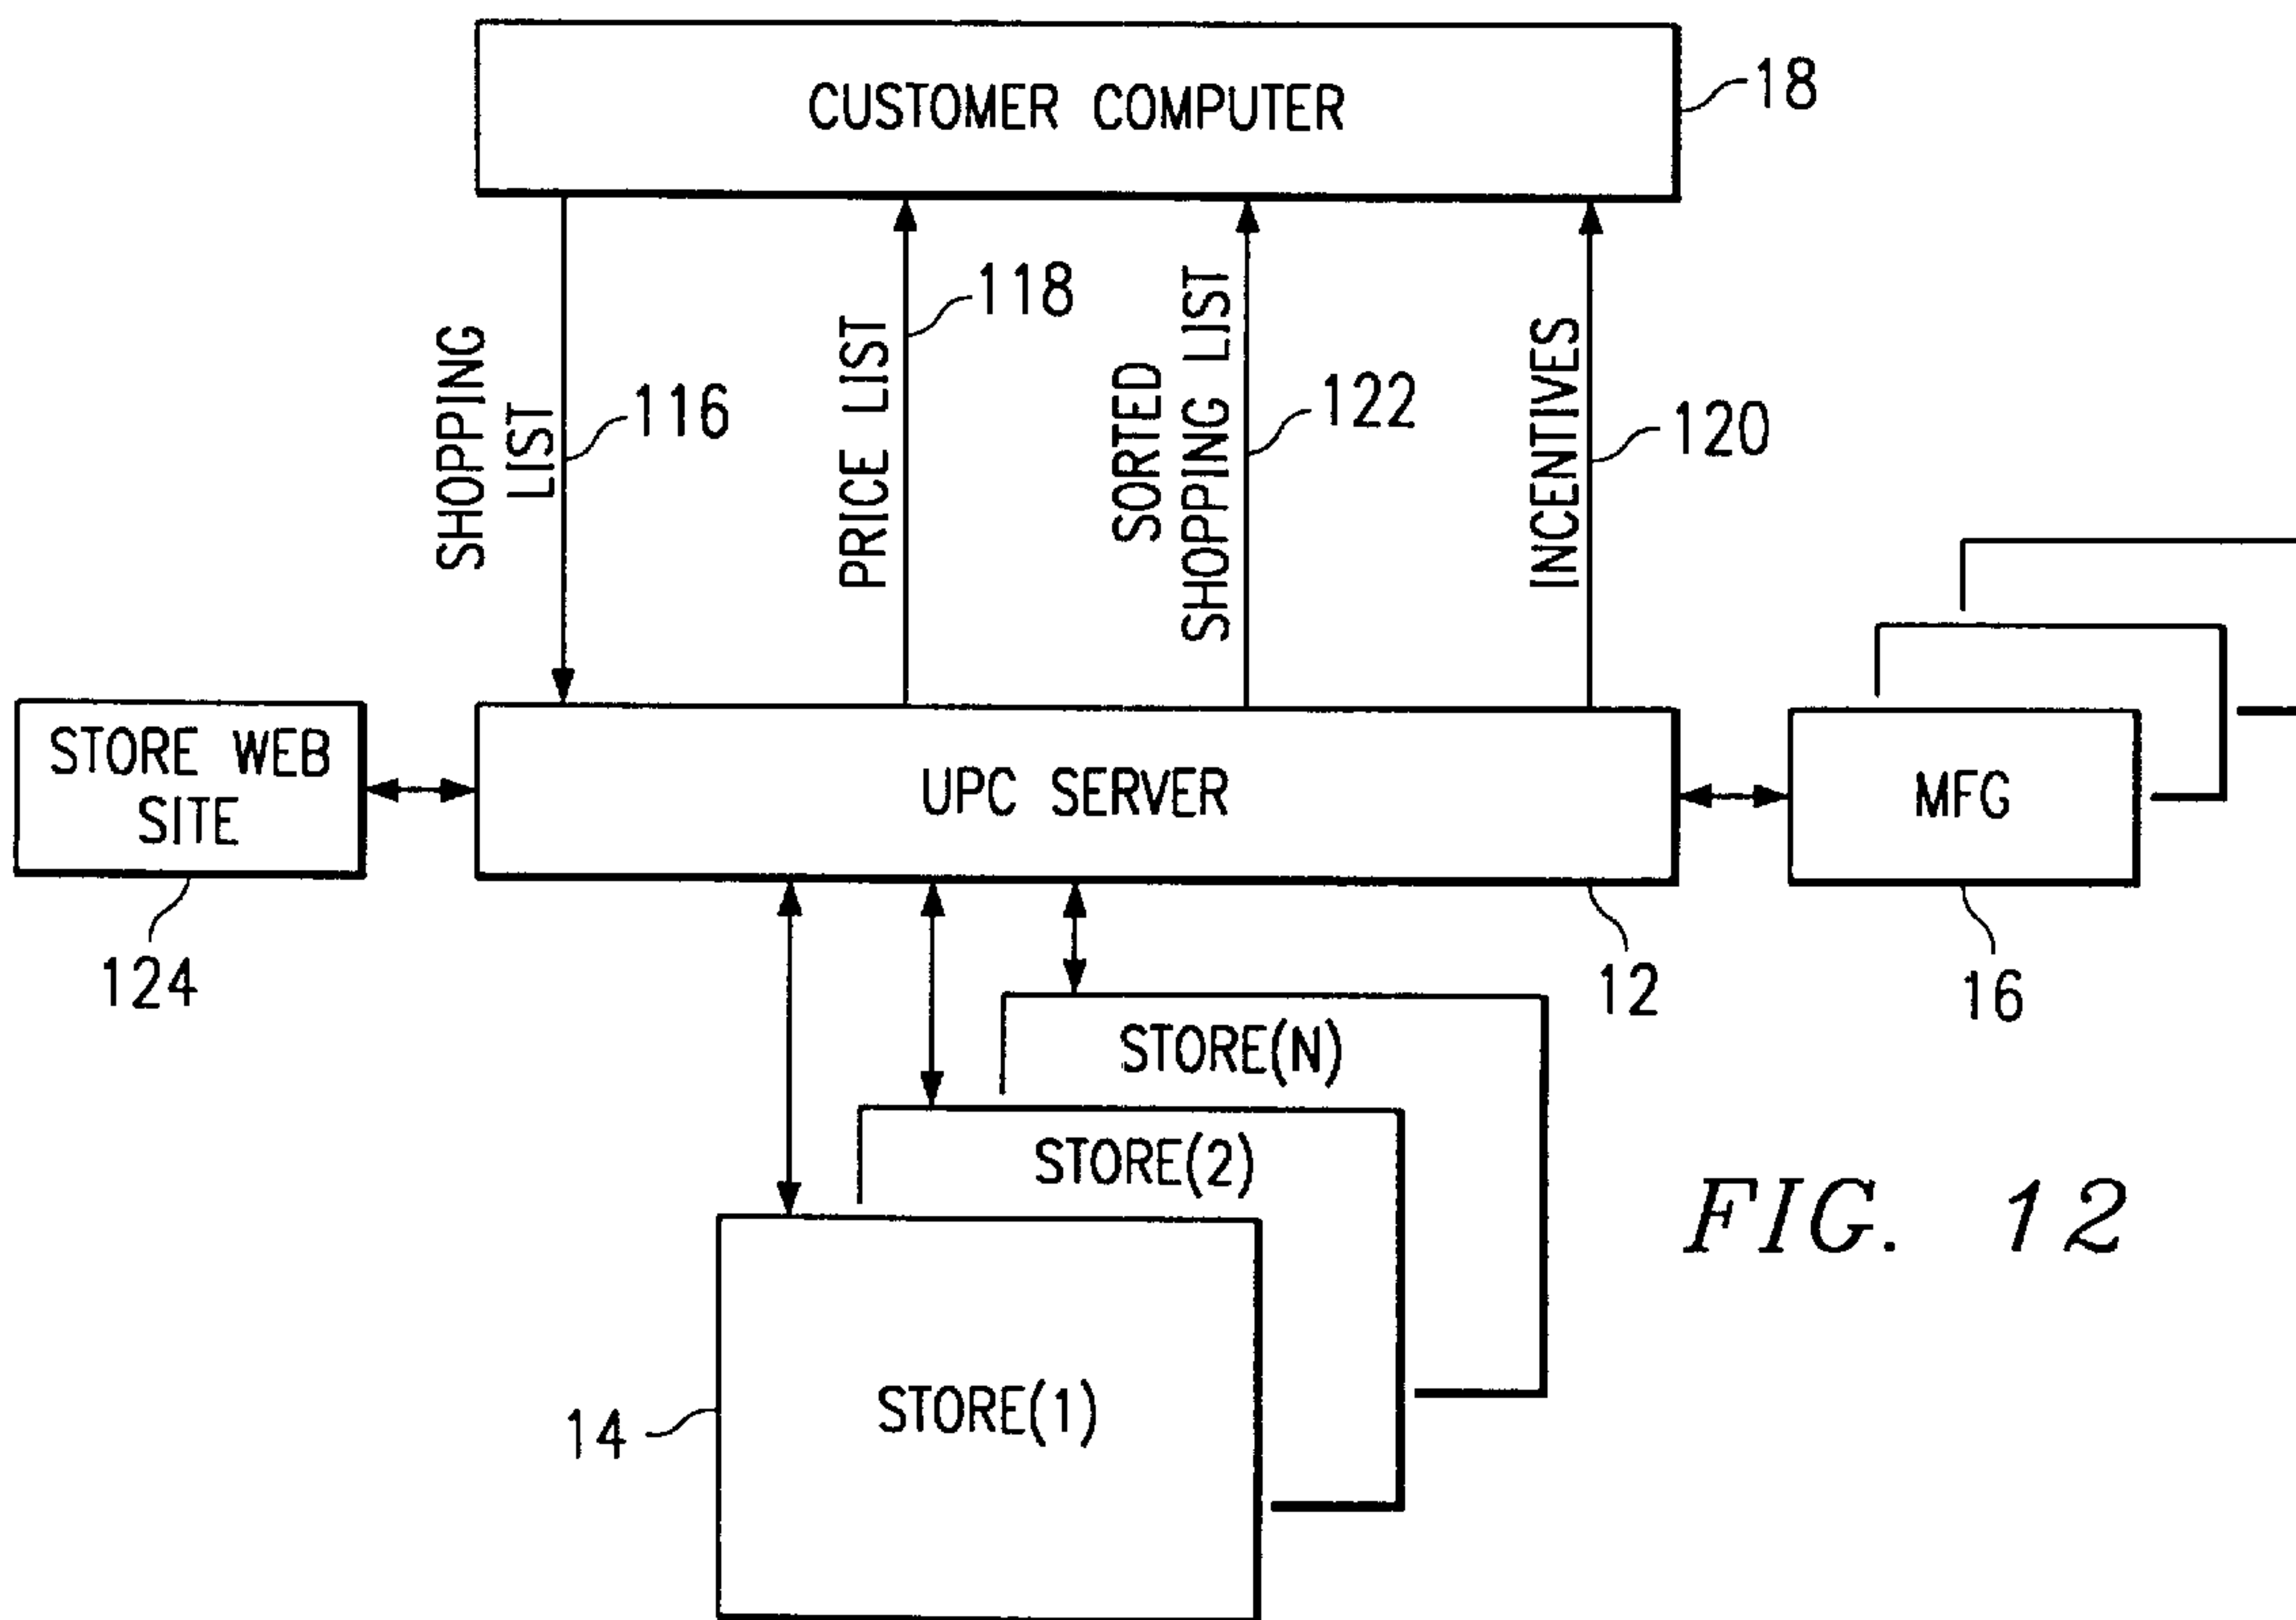 CUSTOMER COMPUTER
18
SHOPPING
LIST
116
PRICE LIST
118
SORTED
SHOPPING LIST
122
INCENTIVES
120
STORE WEB
SITE
124
UPC SERVER
12
MFG
16
STORE(N)
STORE(2)
STORE(1)
14
FIG. 12